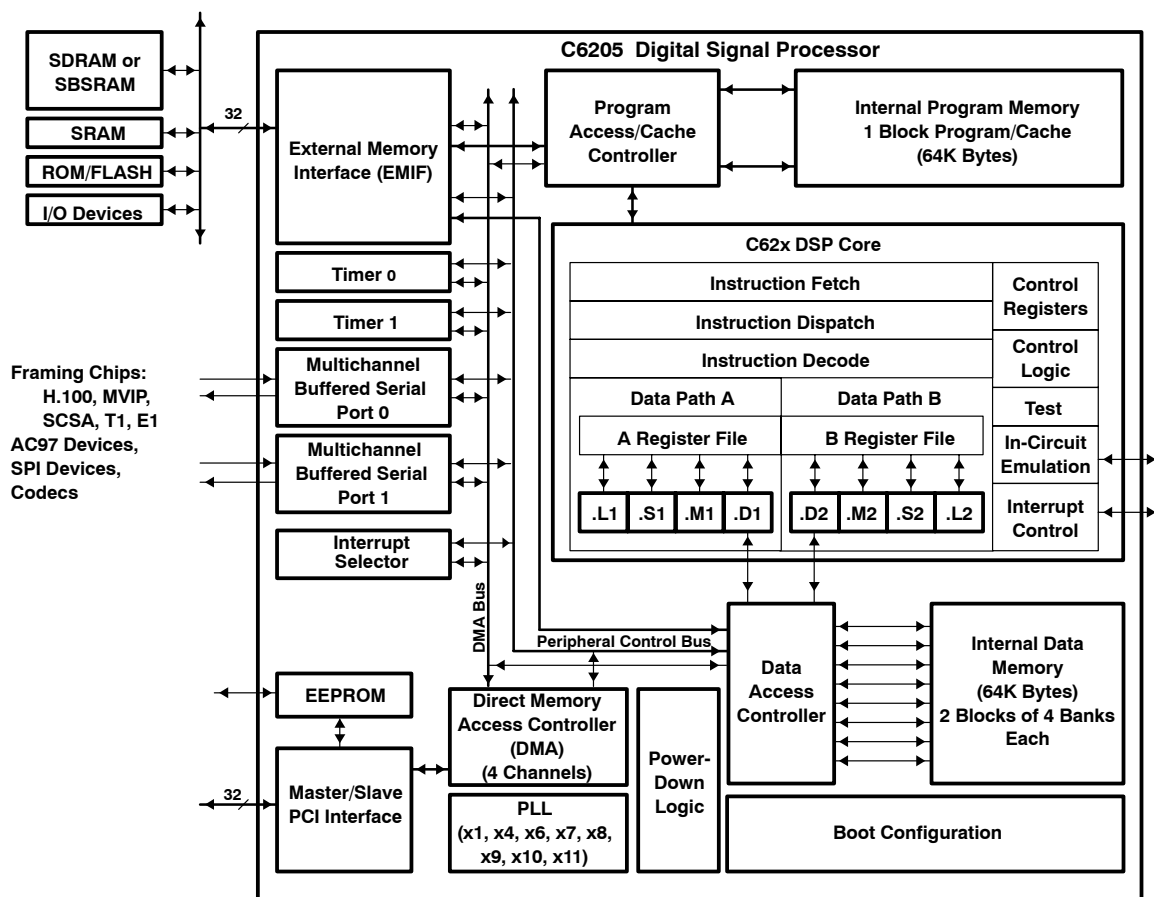 C6205 Digital Signal Processor
SDRAM or
SBSRAM
SRAM
ROM/FLASH
I/O Devices
32
External Memory
Interface (EMIF)
Program
Access/Cache
Controller
Internal Program Memory
1 Block Program/Cache
(64K Bytes)
Timer 0
Timer 1
Framing Chips:
H.100, MVIP,
SCSA, T1, E1
AC97 Devices,
SPI Devices,
Codecs
Multichannel
Buffered Serial
Port 0
Multichannel
Buffered Serial
Port 1
Interrupt
Selector
C62x DSP Core
Instruction Fetch
Instruction Dispatch
Instruction Decode
Control
Registers
Control
Logic
Test
In-Circuit
Emulation
Interrupt
Control
Data Path A
A Register File
.L1
.S1
.M1
.D1
Data Path B
B Register File
.D2
.M2
.S2
.L2
DMA Bus
Peripheral Control Bus
EEPROM
32
Master/Slave
PCI Interface
Direct Memory
Access Controller
(DMA)
(4 Channels)
PLL
(x1, x4, x6, x7, x8,
x9, x10, x11)
Power-
Down
Logic
Data
Access
Controller
Internal Data
Memory
(64K Bytes)
2 Blocks of 4 Banks
Each
Boot Configuration